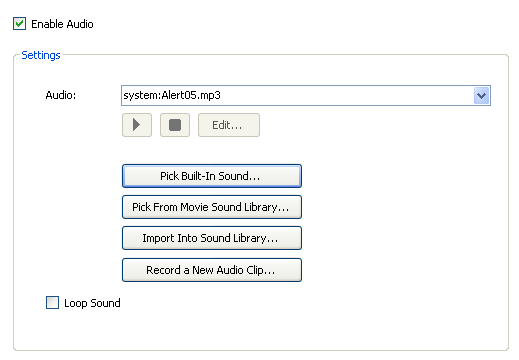 Enable Audio
Settings
Audio: system:Alert05.mp3
Edit...
Pick Built-In Sound...
Pick From Movie Sound Library...
Import Into Sound Library...
Record a New Audio Clip...
Loop Sound